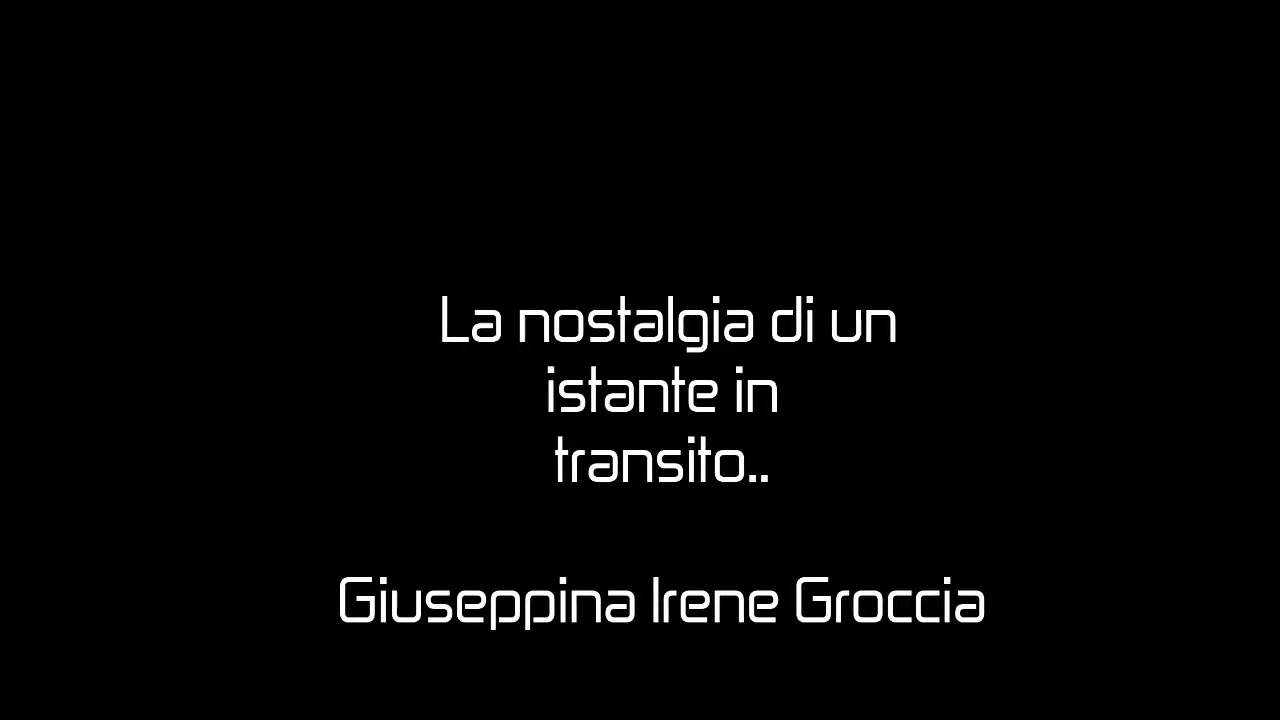 La nostalgia di un
istante in
transito..
Giuseppina Irene Groccia